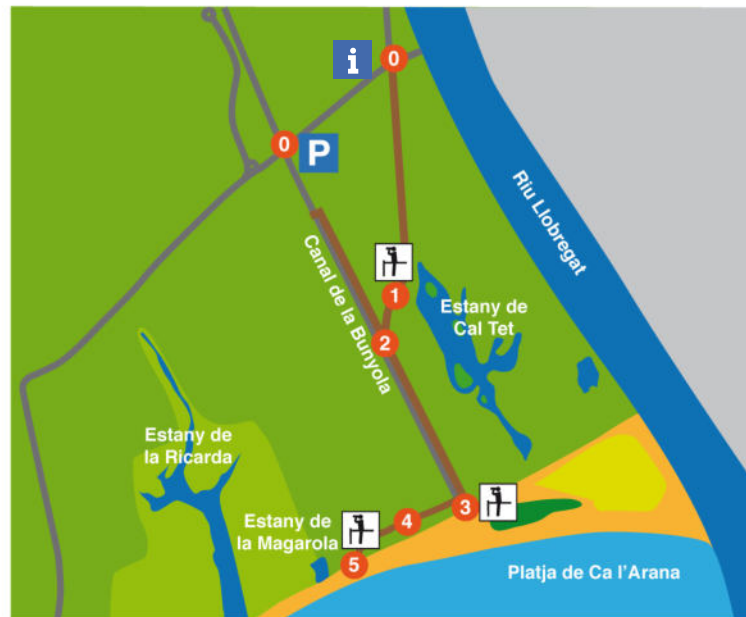 i
0
0
P
Riu Llobregat
Canal de la Bunyola
1
Estany de
Cal Tet
2
Estany de
la Ricarda
3
Estany de
la Magarola
4
5
Platja de Ca l'Arana